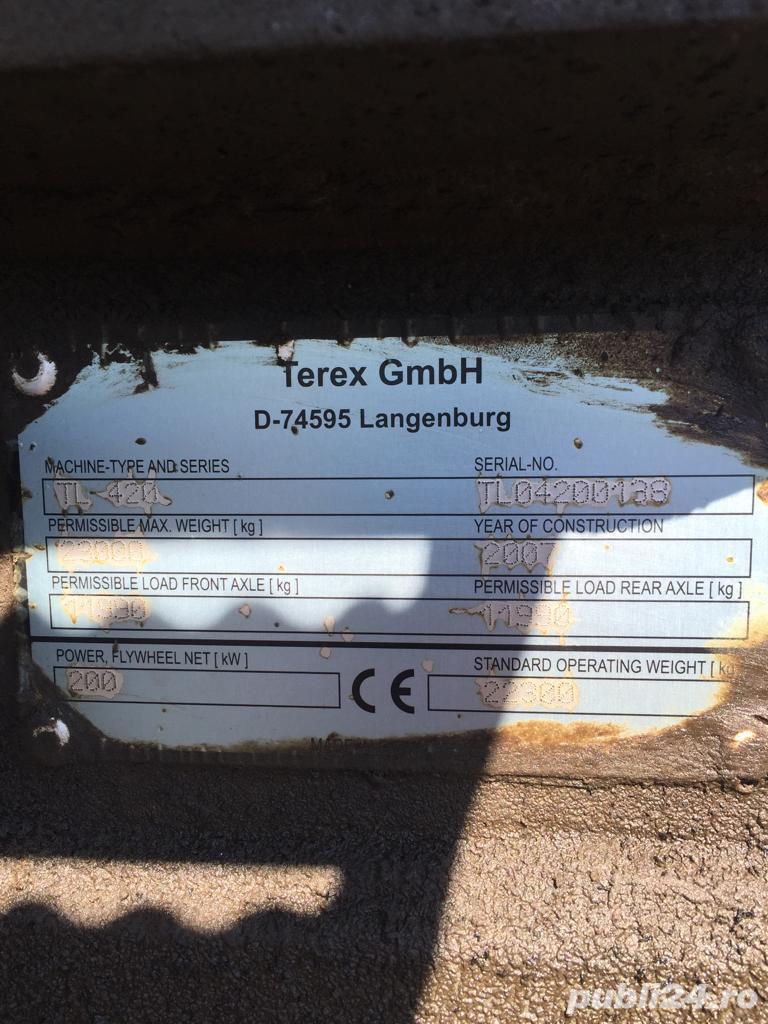 Terex GmbH
D-74595 Langenburg
MACHINE-TYPE AND SERIES SERIAL-NO.
TL 420 TL04200138
PERMISSIBLE MAX. WEIGHT [ kg ] YEAR OF CONSTRUCTION
2007
PERMISSIBLE LOAD FRONT AXLE [ kg ] PERMISSIBLE LOAD REAR AXLE [ kg ]
POWER, FLYWHEEL NET [ kW ] STANDARD OPERATING WEIGHT [ kg
200 CE 22300
publi24.ro